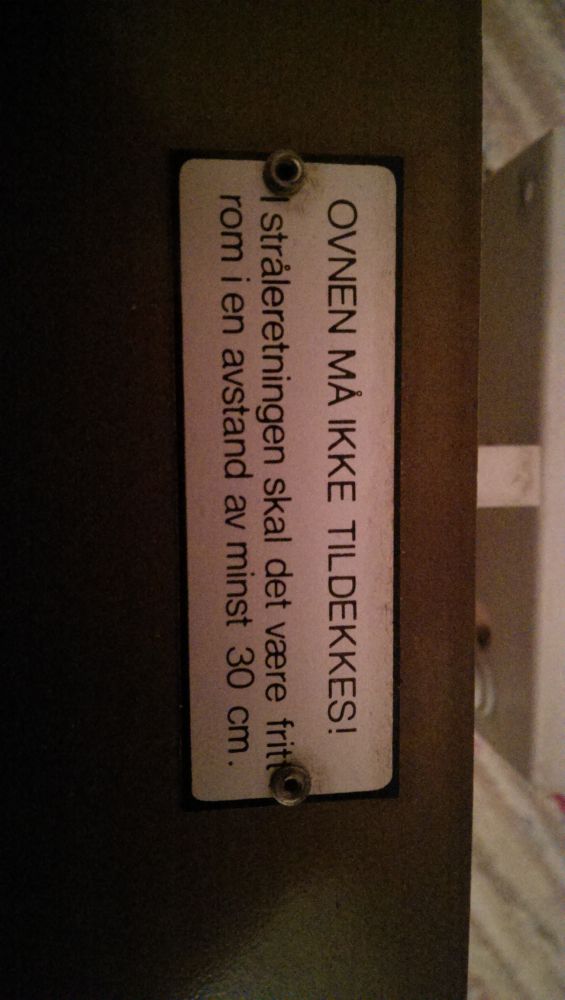 OVNEN MÅ IKKE TILDEKKES!
I stråleretningen skal det være fritt
rom i en avstand av minst 30 cm.